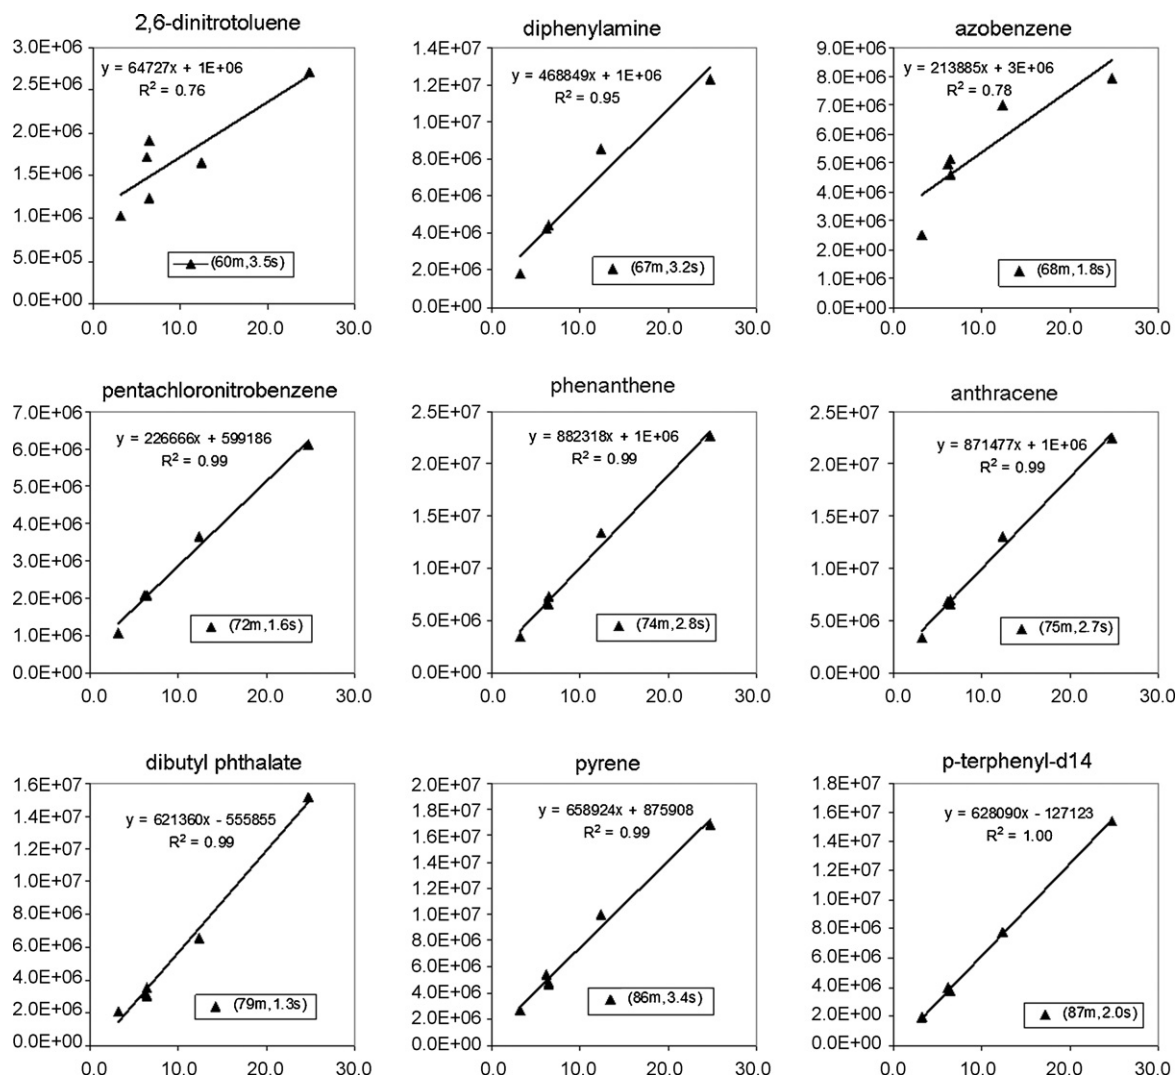 2,6-dinitrotoluene
3.0E+06
2.5E+06
2.0E+06
1.5E+06
1.0E+06
5.0E+05
0.0E+00
y = 64727x + 1E+06
R² = 0.76
(60m,3.5s)
0.0 10.0 20.0 30.0
diphenylamine
1.4E+07
1.2E+07
1.0E+07
8.0E+06
6.0E+06
4.0E+06
2.0E+06
0.0E+00
y = 468849x + 1E+06
R² = 0.95
(67m,3.2s)
0.0 10.0 20.0 30.0
azobenzene
9.0E+06
8.0E+06
7.0E+06
6.0E+06
5.0E+06
4.0E+06
3.0E+06
2.0E+06
1.0E+06
0.0E+00
y = 213885x + 3E+06
R² = 0.78
(68m,1.8s)
0.0 10.0 20.0 30.0
pentachloronitrobenzene
7.0E+06
6.0E+06
5.0E+06
4.0E+06
3.0E+06
2.0E+06
1.0E+06
0.0E+00
y = 226666x + 599186
R² = 0.99
(72m,1.6s)
0.0 10.0 20.0 30.0
phenanthene
2.5E+07
2.0E+07
1.5E+07
1.0E+07
5.0E+06
0.0E+00
y = 882318x + 1E+06
R² = 0.99
(74m,2.8s)
0.0 10.0 20.0 30.0
anthracene
2.5E+07
2.0E+07
1.5E+07
1.0E+07
5.0E+06
0.0E+00
y = 871477x + 1E+06
R² = 0.99
(75m,2.7s)
0.0 10.0 20.0 30.0
dibutyl phthalate
1.6E+07
1.4E+07
1.2E+07
1.0E+07
8.0E+06
6.0E+06
4.0E+06
2.0E+06
0.0E+00
y = 621360x - 555855
R² = 0.99
(79m,1.3s)
0.0 10.0 20.0 30.0
pyrene
2.0E+07
1.8E+07
1.6E+07
1.4E+07
1.2E+07
1.0E+07
8.0E+06
6.0E+06
4.0E+06
2.0E+06
0.0E+00
y = 658924x + 875908
R² = 0.99
(86m,3.4s)
0.0 10.0 20.0 30.0
p-terphenyl-d14
1.8E+07
1.6E+07
1.4E+07
1.2E+07
1.0E+07
8.0E+06
6.0E+06
4.0E+06
2.0E+06
0.0E+00
y = 628090x - 127123
R² = 1.00
(87m,2.0s)
0.0 10.0 20.0 30.0